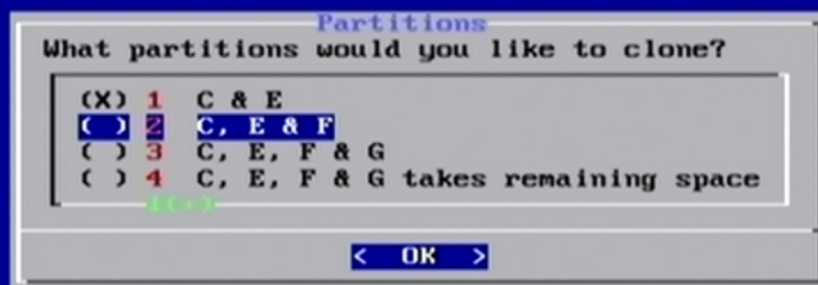 Partitions
What partitions would you like to clone?
(X) 1 C & E
( ) 2 C, E & F
( ) 3 C, E, F & G
( ) 4 C, E, F & G takes remaining space
↓(+)
< OK >